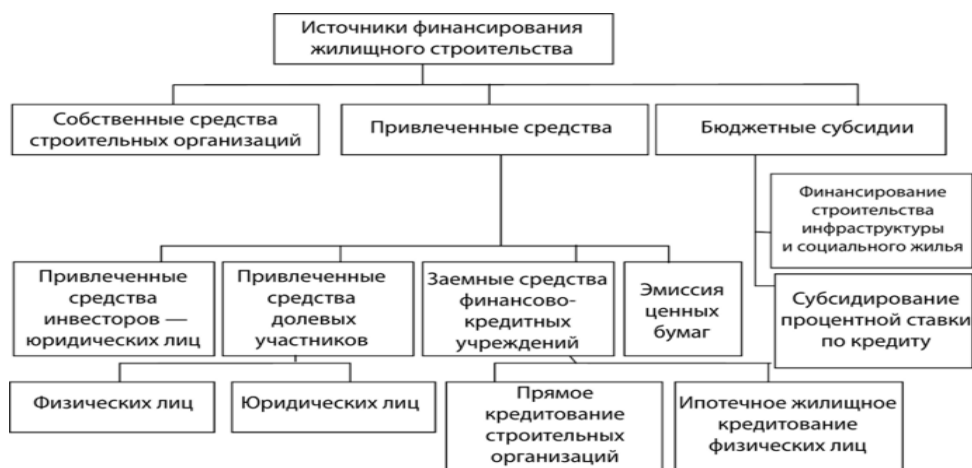 Источники финансирования
жилищного строительства
Собственные средства
строительных организаций
Привлеченные средства
Бюджетные субсидии
Финансирование
строительства
инфраструктуры
и социального жилья
Субсидирование
процентной ставки
по кредиту
Привлеченные
средства
инвесторов —
юридических лиц
Привлеченные
средства
долевых
участников
Заемные средства
финансово-
кредитных
учреждений
Эмиссия
ценных
бумаг
Физических лиц
Юридических лиц
Прямое
кредитование
строительных
организаций
Ипотечное жилищное
кредитование
физических лиц